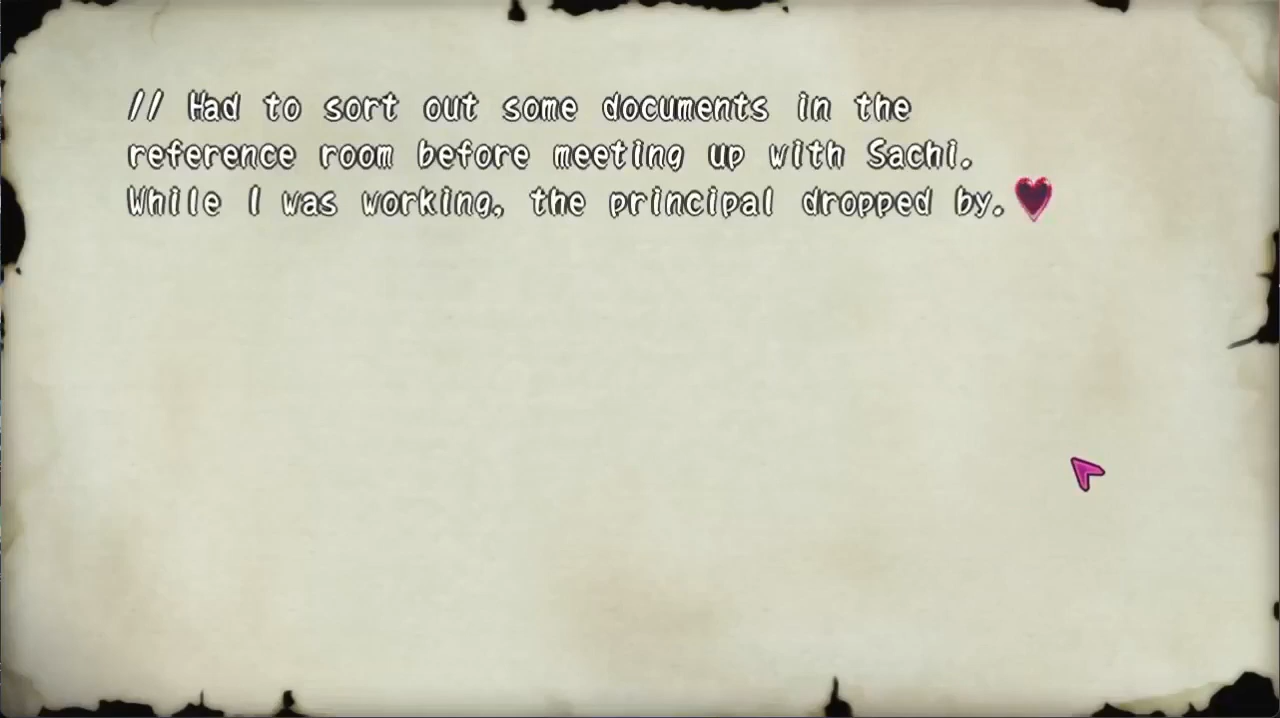 // Had to sort out some documents in the
reference room before meeting up with Sachi.
While I was working, the principal dropped by.